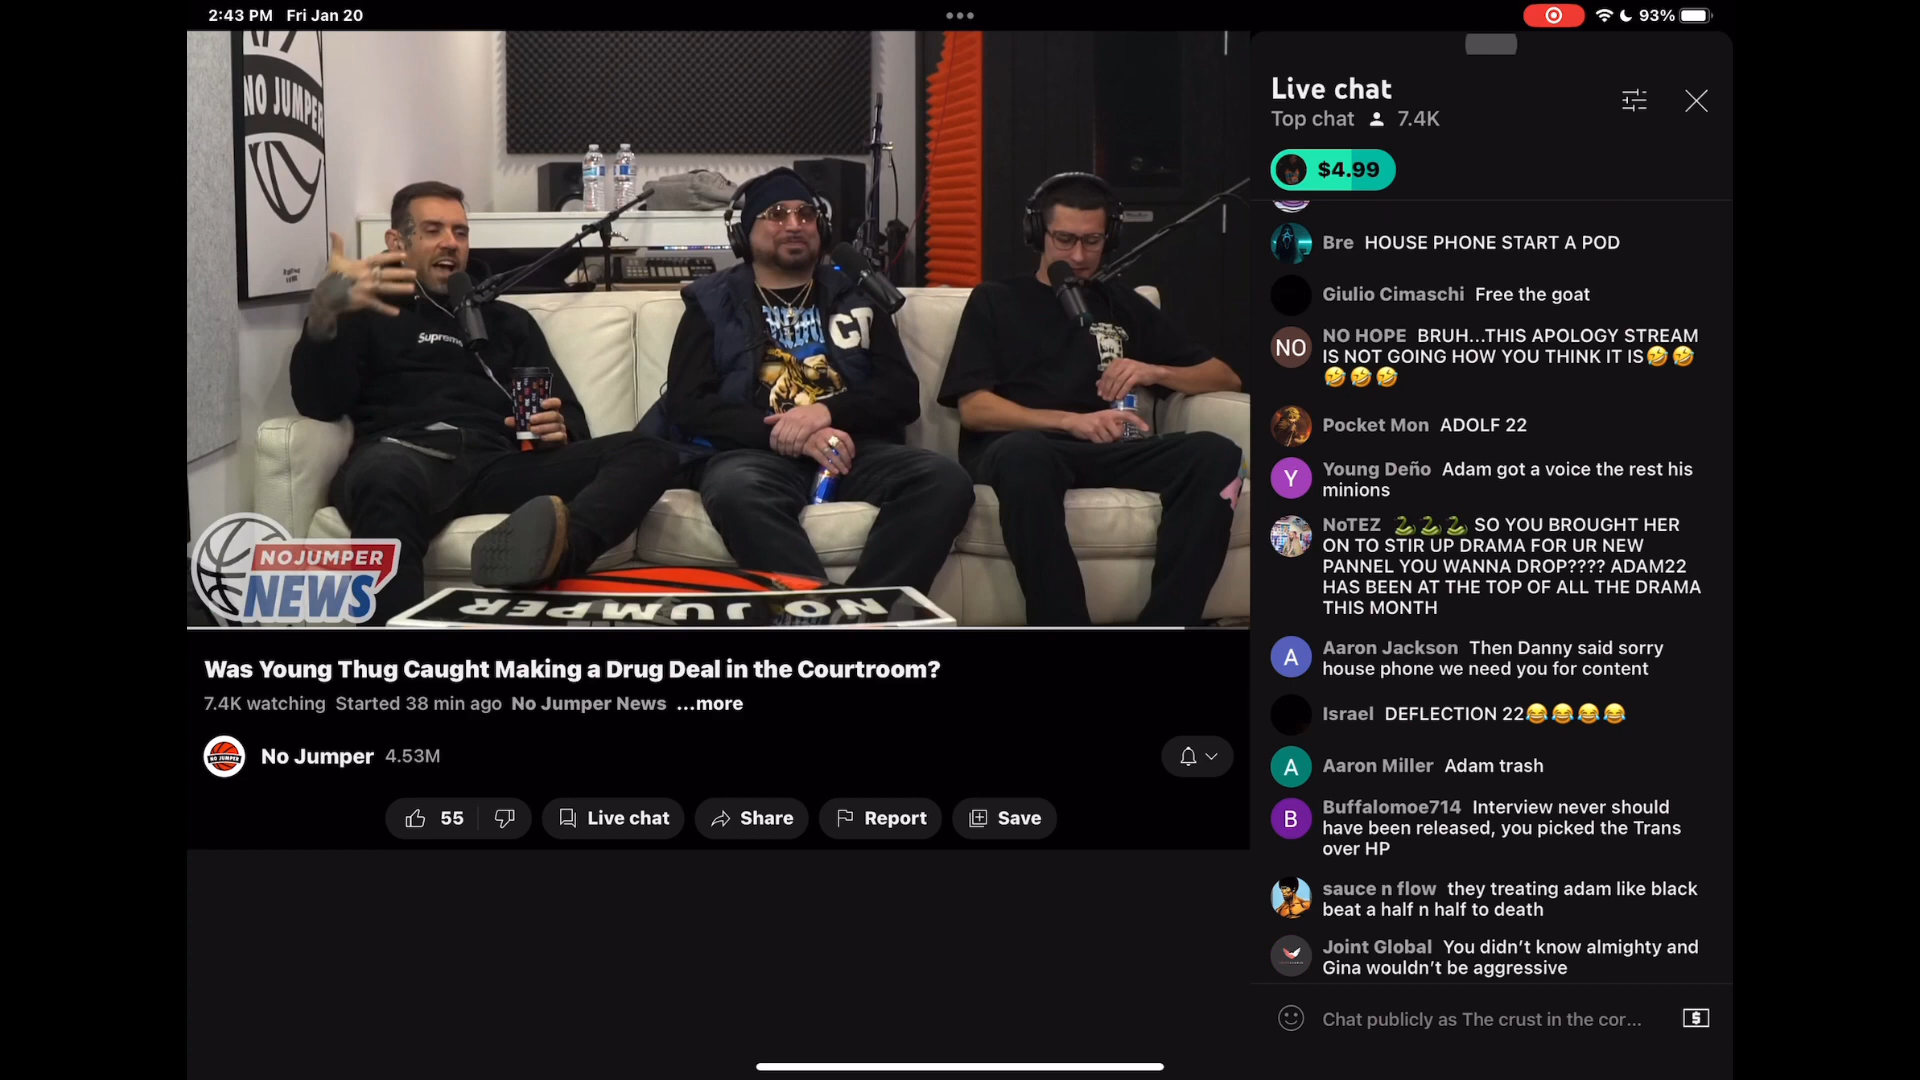 2:43 PM Fri Jan 20
93%
NO JUMPER
Supreme
CD
NOJUMPER
NEWS
NO JUMPER
Was Young Thug Caught Making a Drug Deal in the Courtroom?
7.4K watching Started 38 min ago No Jumper News ...more
No Jumper 4.53M
55
Live chat
Share
Report
Save
Live chat
Top chat 7.4K
$4.99
Bre HOUSE PHONE START A POD
Giulio Cimaschi Free the goat
NO
NO HOPE BRUH...THIS APOLOGY STREAM
IS NOT GOING HOW YOU THINK IT IS🤣🤣
🤣🤣🤣
Pocket Mon ADOLF 22
Y
Young Deño Adam got a voice the rest his
minions
NoTEZ 🐍🐍🐍 SO YOU BROUGHT HER
ON TO STIR UP DRAMA FOR UR NEW
PANNEL YOU WANNA DROP???? ADAM22
HAS BEEN AT THE TOP OF ALL THE DRAMA
THIS MONTH
A
Aaron Jackson Then Danny said sorry
house phone we need you for content
Israel DEFLECTION 22😂😂😂😂
A
Aaron Miller Adam trash
B
Buffalomoe714 Interview never should
have been released, you picked the Trans
over HP
sauce n flow they treating adam like black
beat a half n half to death
Joint Global You didn’t know almighty and
Gina wouldn’t be aggressive
Chat publicly as The crust in the cor...